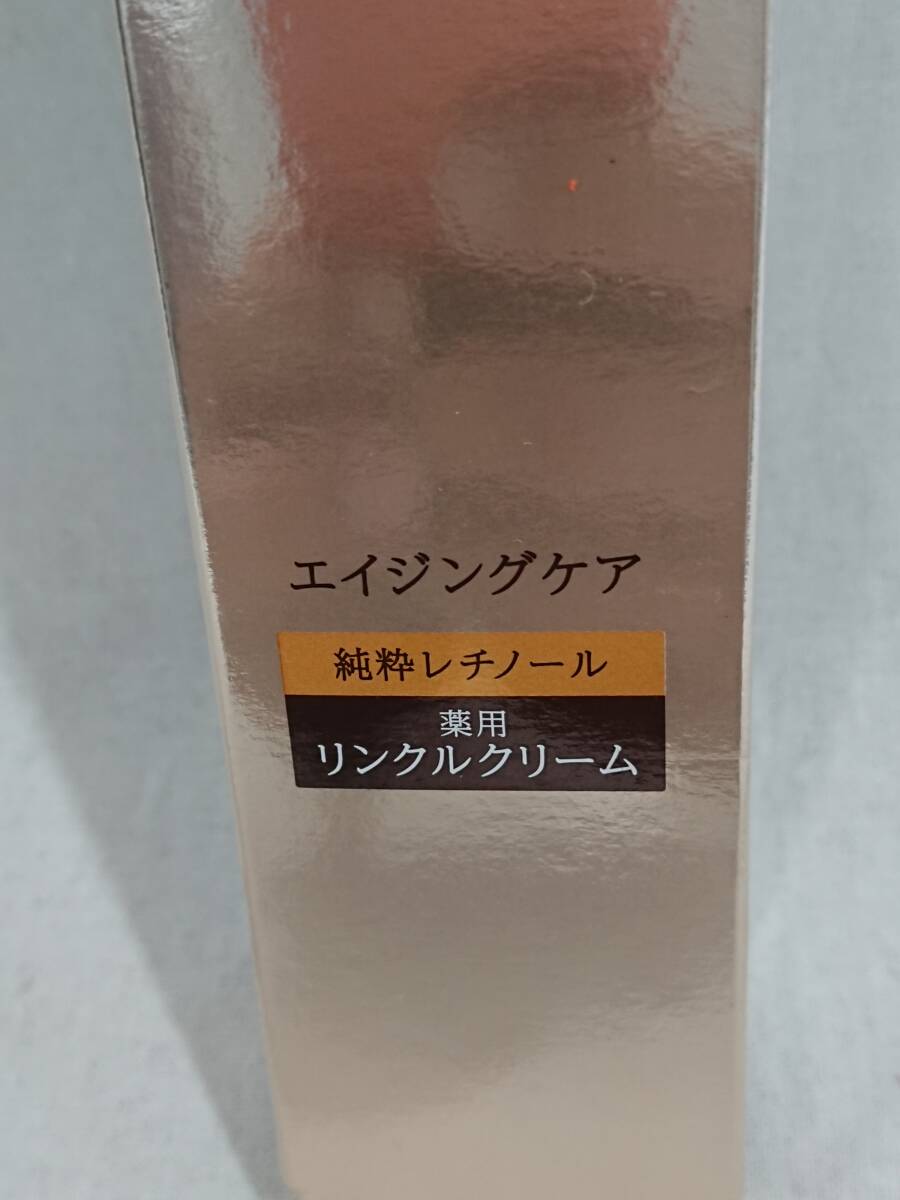 エイジングケア
純粋レチノール
薬用
リンクルクリーム